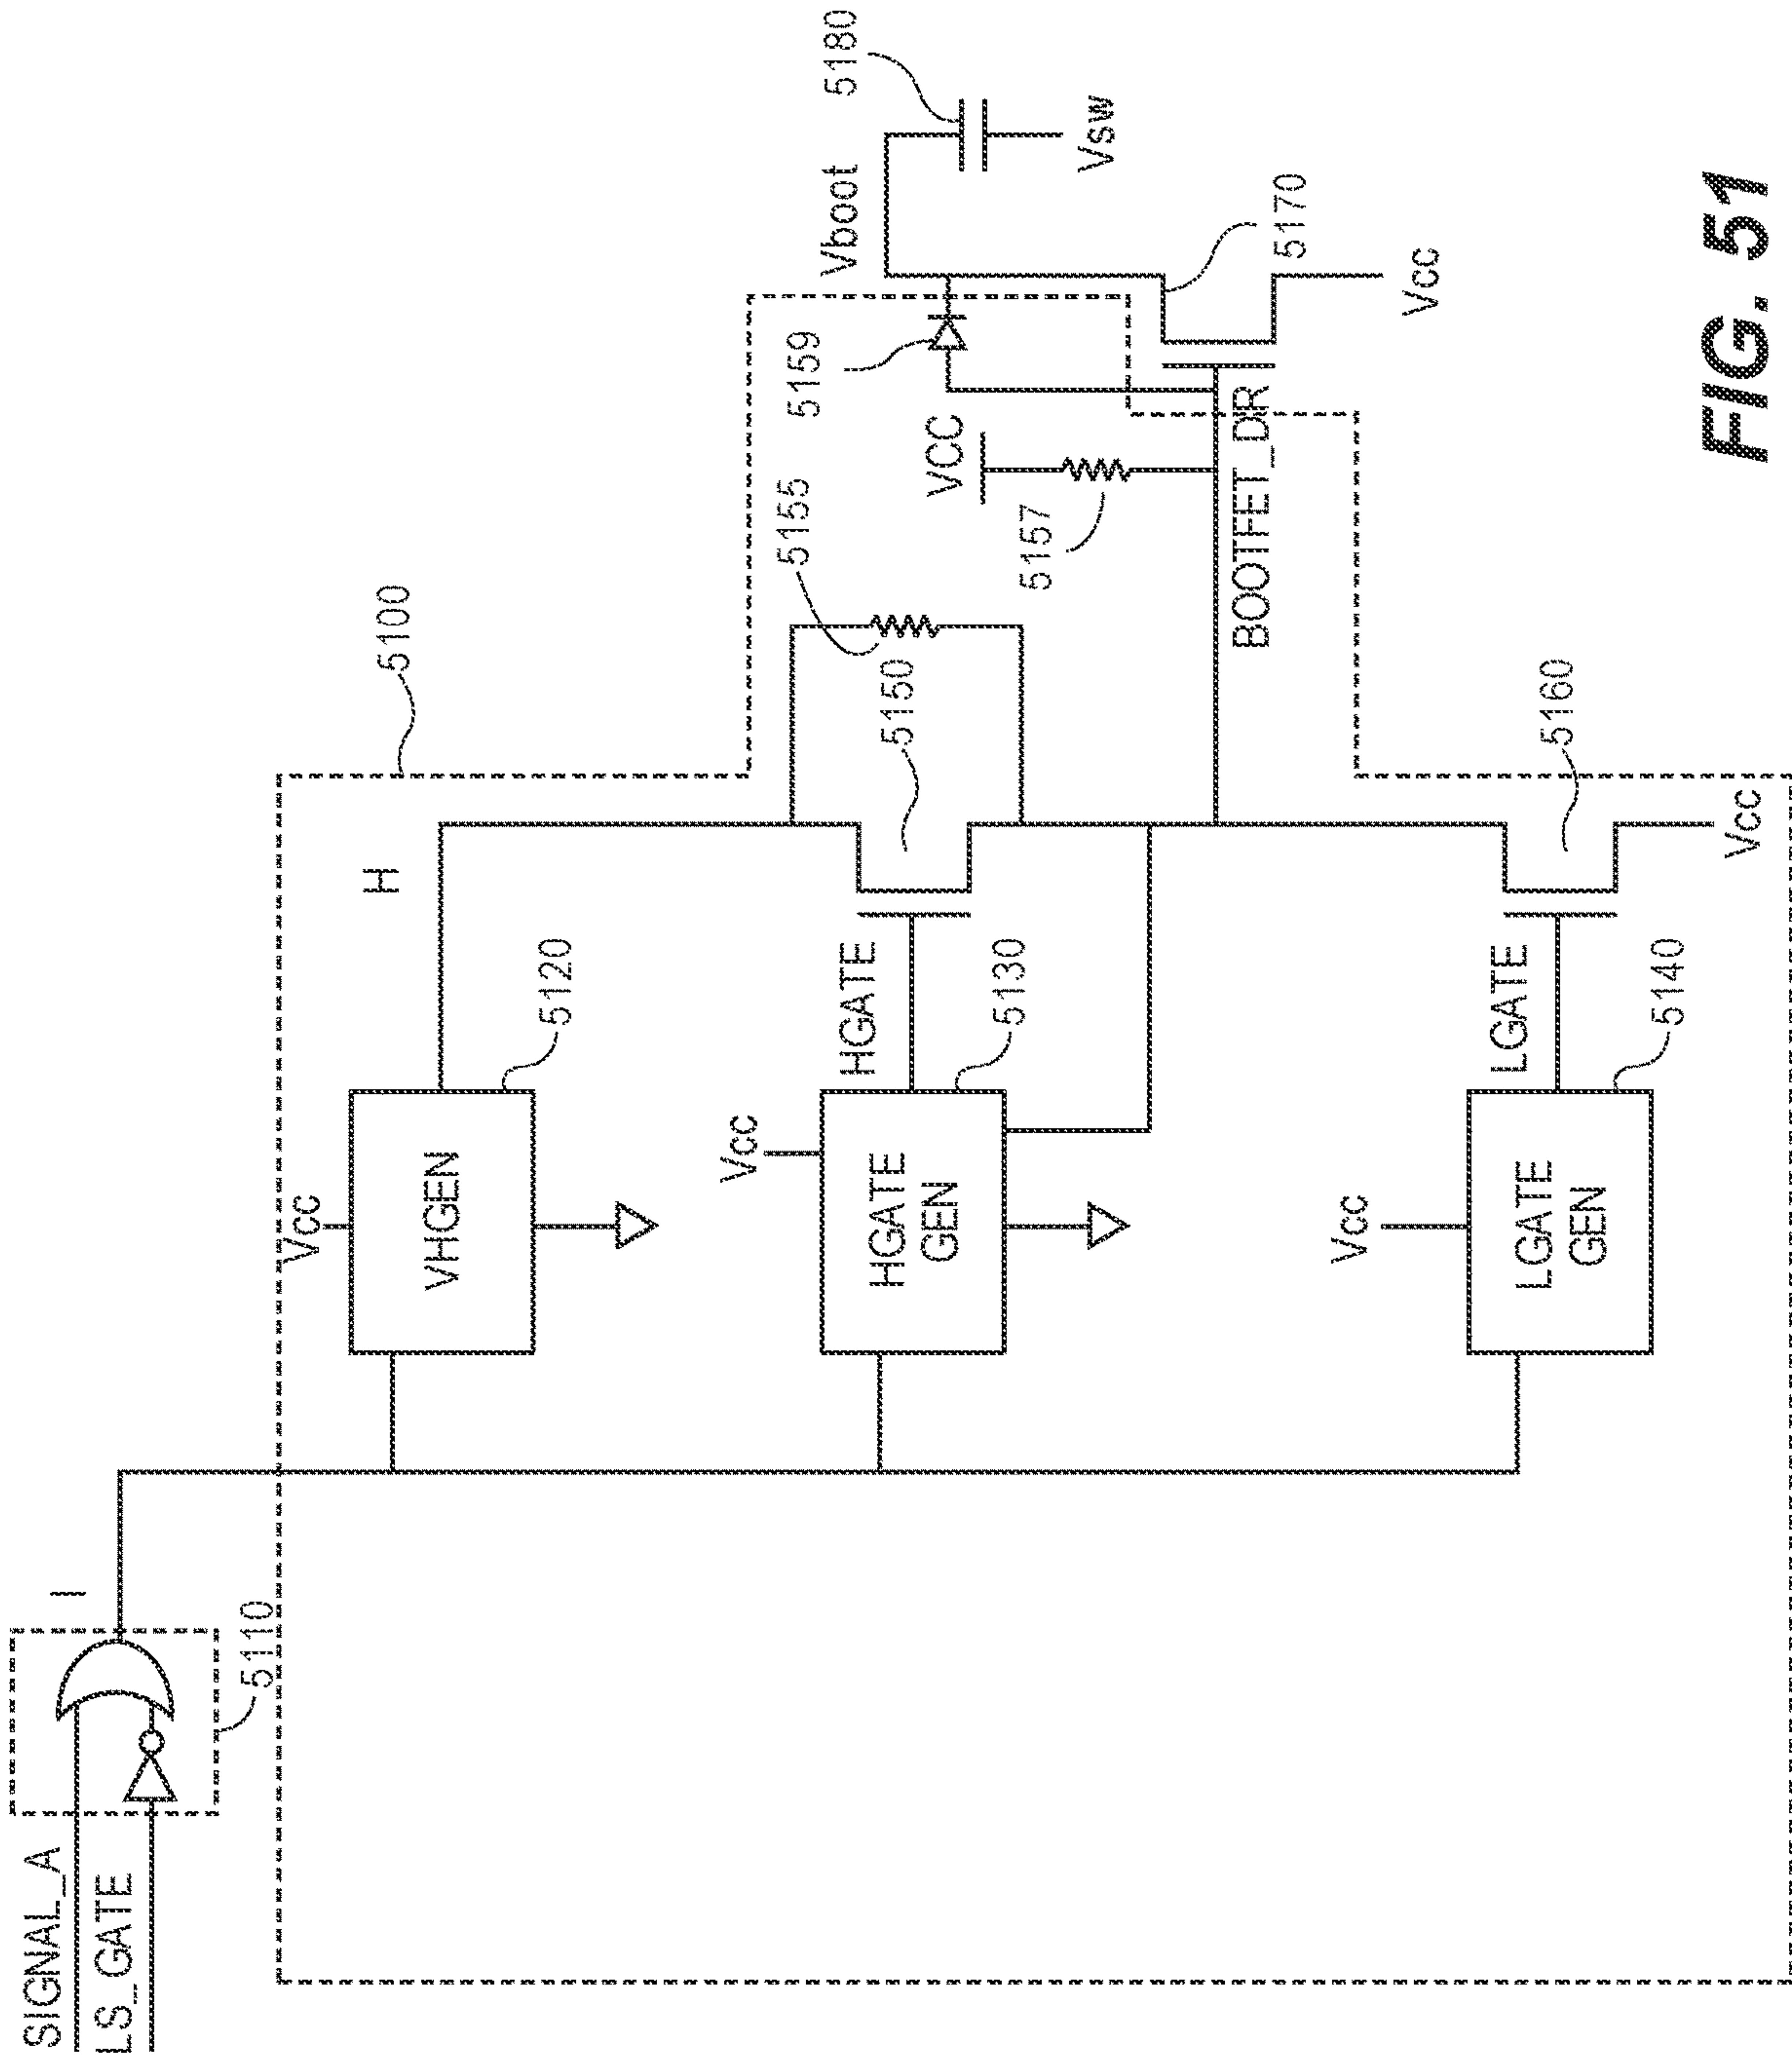 SIGNAL_A
LS_GATE
5110
I
5100
Vcc
VHGEN
5120
H
Vcc
HGATE
GEN
5130
HGATE
5150
5155
VCC
5157
5159
Vboot
5180
Vsw
BOOTFET_DR
5170
Vcc
Vcc
LGATE
GEN
5140
LGATE
5160
Vcc
FIG. 51